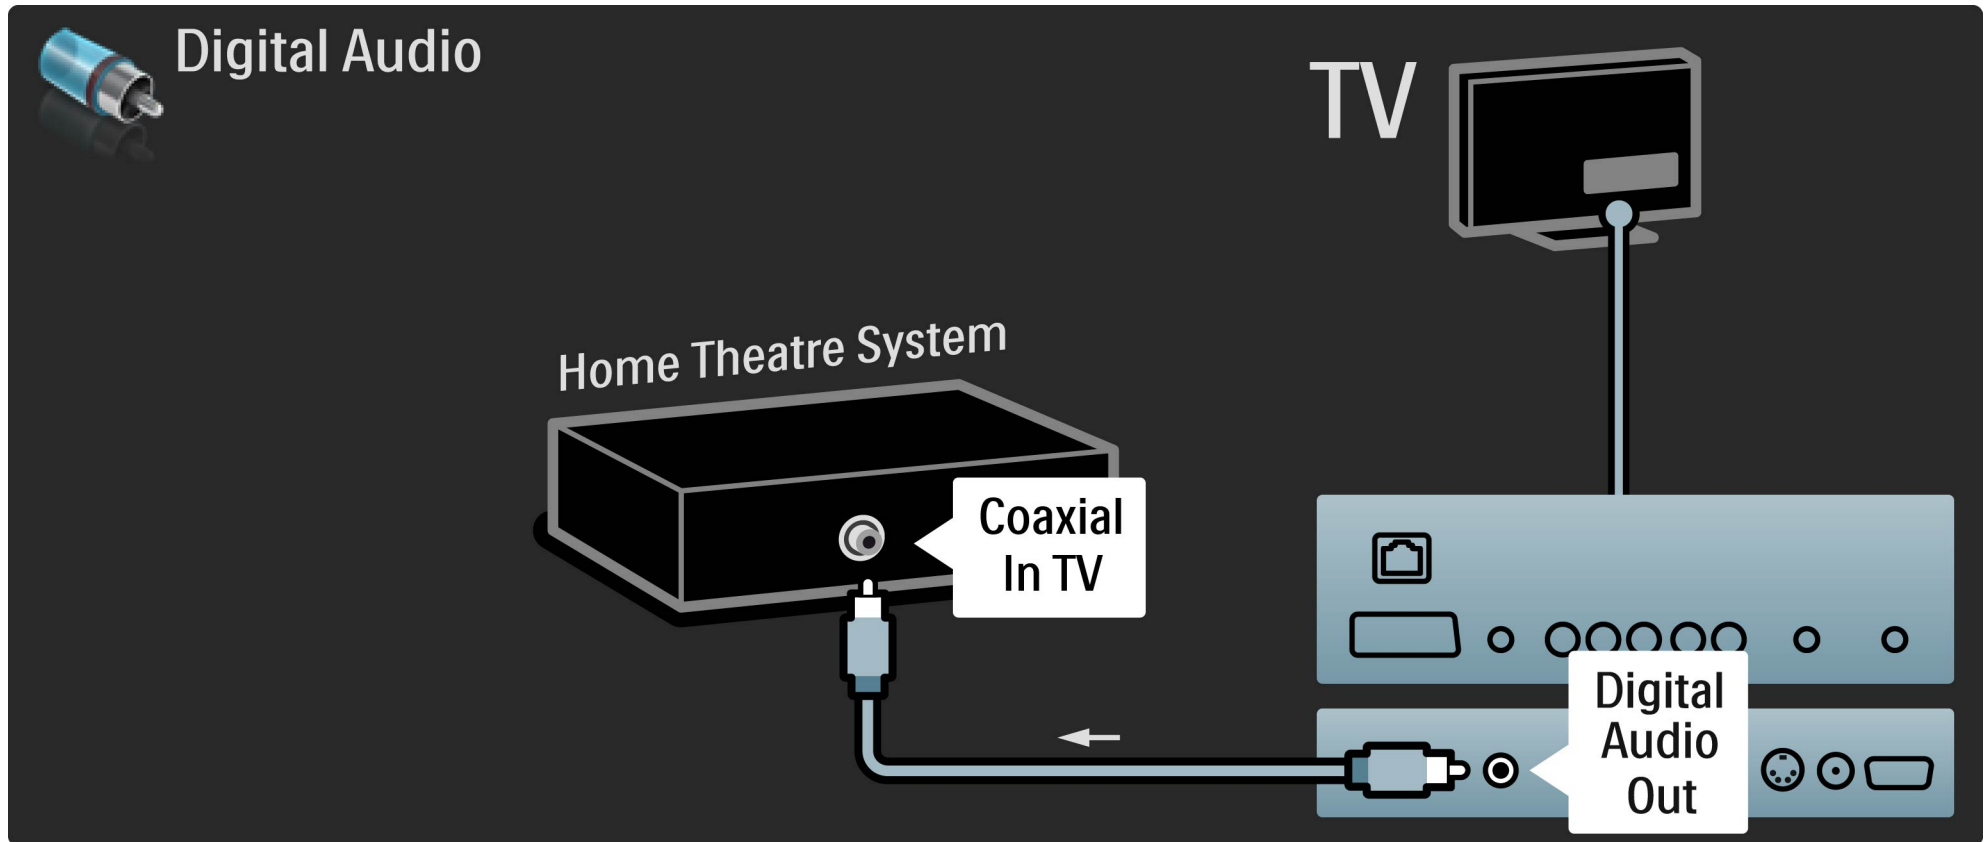 Digital Audio
TV
Home Theatre System
Coaxial
In TV
Digital
Audio
Out